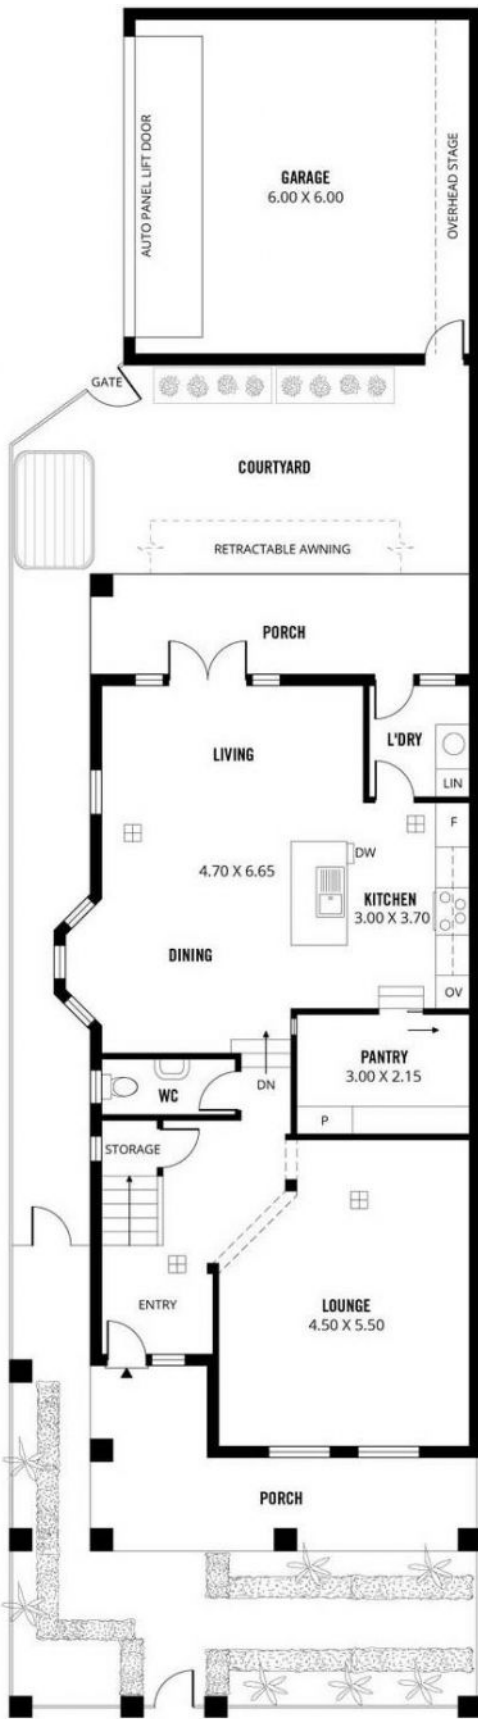 AUTO PANEL LIFT DOOR
GARAGE
6.00 X 6.00
OVERHEAD STAGE
GATE
COURTYARD
RETRACTABLE AWNING
PORCH
LIVING
L'DRY
LIN
F
DW
4.70 X 6.65
KITCHEN
3.00 X 3.70
DINING
OV
PANTRY
3.00 X 2.15
DN
WC
P
STORAGE
ENTRY
LOUNGE
4.50 X 5.50
PORCH